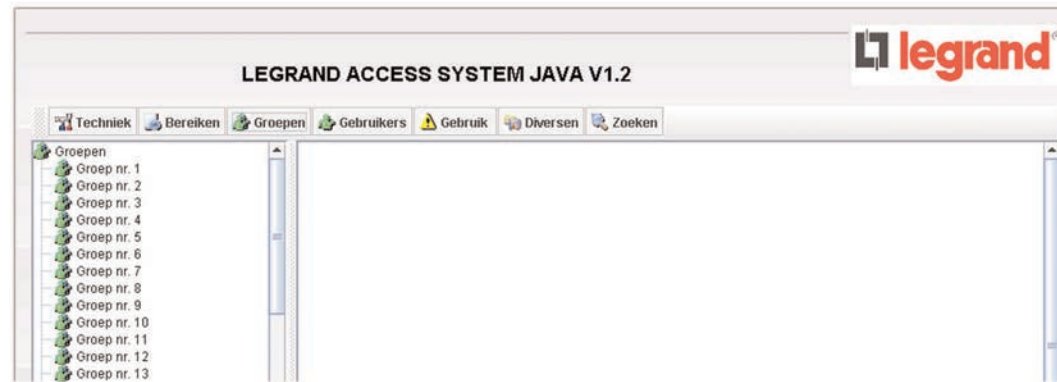 legrand®
LEGRAND ACCESS SYSTEM JAVA V1.2
Techniek Bereiken Groepen Gebruikers Gebruik Diversen Zoeken
Groepen
Groep nr. 1
Groep nr. 2
Groep nr. 3
Groep nr. 4
Groep nr. 5
Groep nr. 6
Groep nr. 7
Groep nr. 8
Groep nr. 9
Groep nr. 10
Groep nr. 11
Groep nr. 12
Groep nr. 13